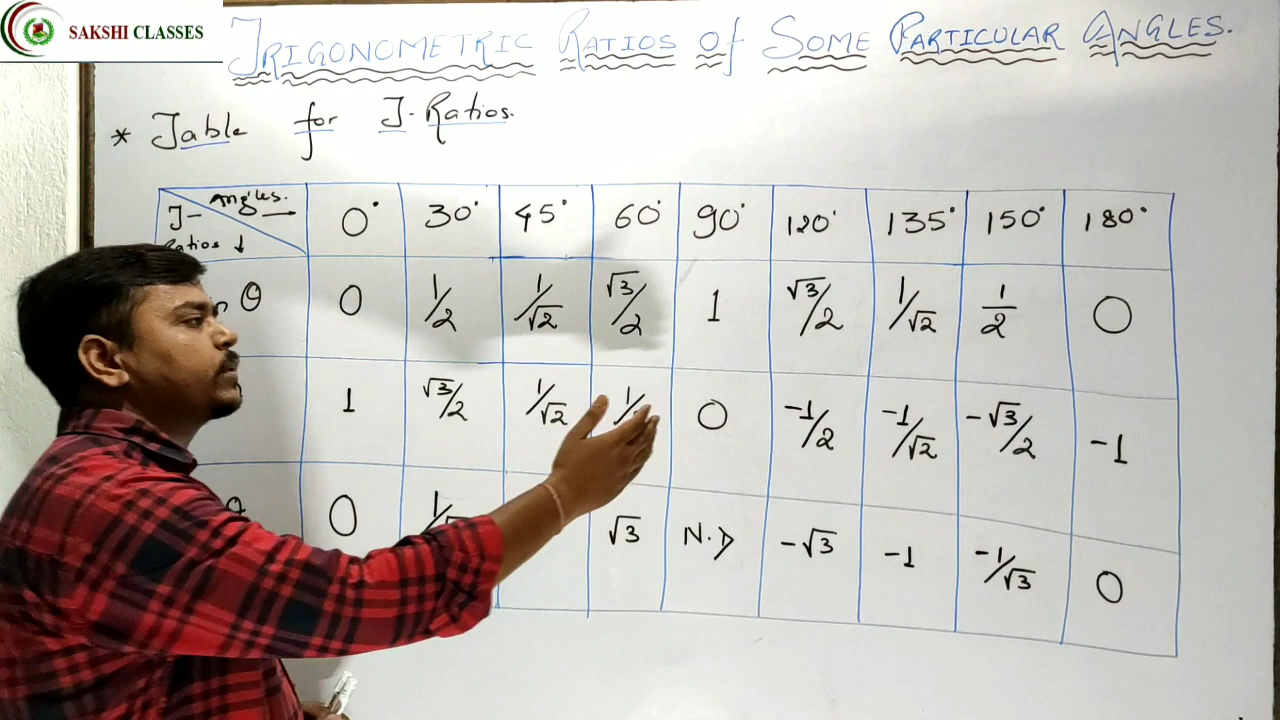 SAKSHI CLASSES
TRIGONOMETRIC RATIOS Of SOME PARTICULAR ANGLES.
* Table for T-Ratios.
Angles. →
T-Ratios ↓ 0° 30° 45° 60° 90° 120° 135° 150° 180°
θ 0 1/2 1/√2 √3/2 1 √3/2 1/√2 1/2 0
1 √3/2 1/√2 1/ 0 -1/2 -1/√2 -√3/2 -1
θ 0 1/ √3 N.D -√3 -1 -1/√3 0